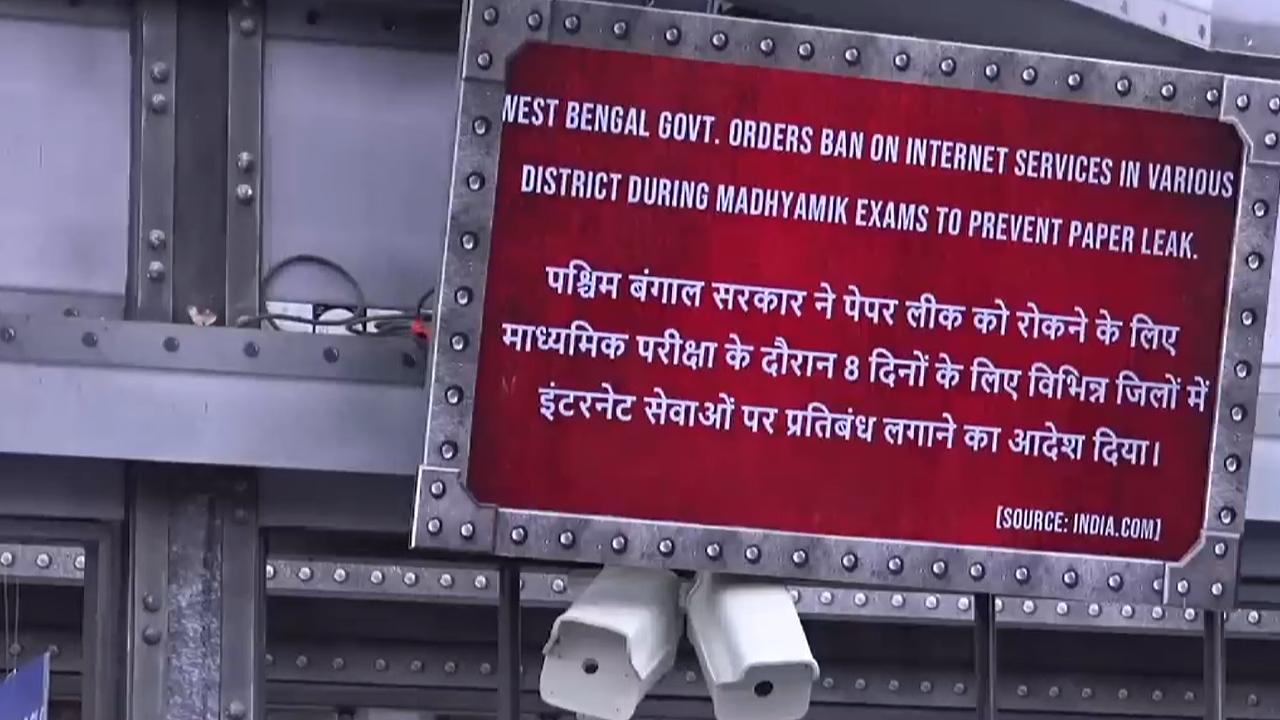 WEST BENGAL GOVT. ORDERS BAN ON INTERNET SERVICES IN VARIOUS
DISTRICT DURING MADHYAMIK EXAMS TO PREVENT PAPER LEAK.
पश्चिम बंगाल सरकार ने पेपर लीक को रोकने के लिए
माध्यमिक परीक्षा के दौरान 8 दिनों के लिए विभिन्न जिलों में
इंटरनेट सेवाओं पर प्रतिबंध लगाने का आदेश दिया।
[SOURCE: INDIA.COM]